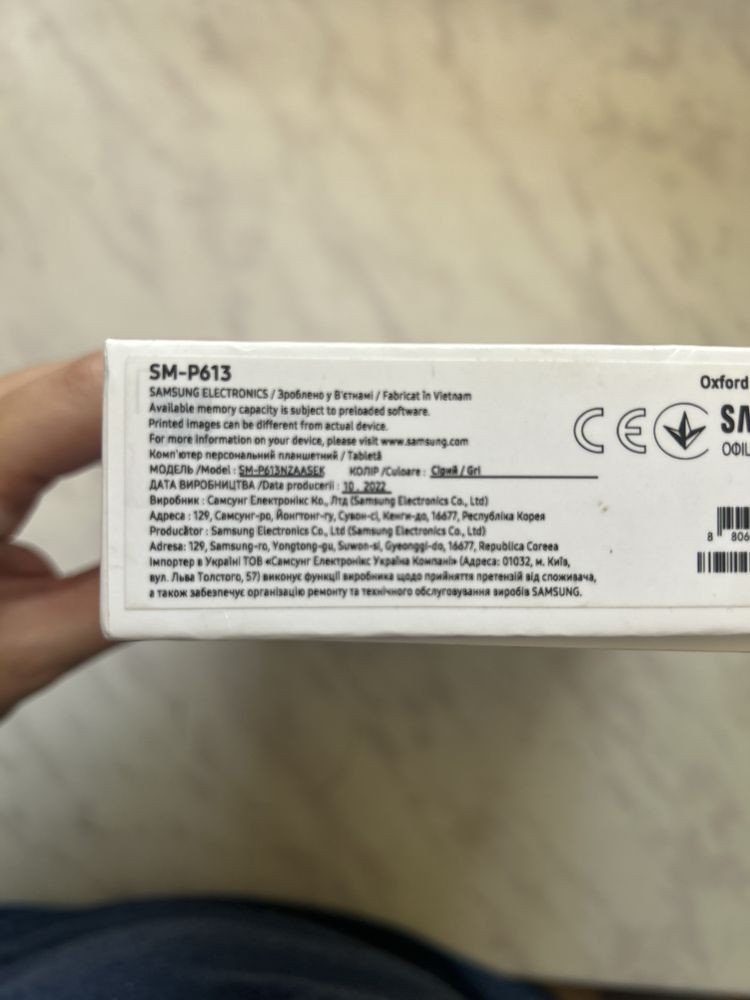 SM-P613
SAMSUNG ELECTRONICS / Зроблено у В'єтнамі / Fabricat în Vietnam
Available memory capacity is subject to preloaded software.
Printed images can be different from actual device.
For more information on your device, please visit www.samsung.com
Комп'ютер персональний планшетний / Tabletă
МОДЕЛЬ /Model : SM-P613NZAASEK КОЛІР /Culoare : Сірий / Gri
ДАТА ВИРОБНИЦТВА /Data producerii : 10. 2022
Виробник : Самсунг Електронікс Ко., Лтд (Samsung Electronics Co., Ltd)
Адреса : 129, Самсунг-ро, Йонгтонг-гу, Сувон-сі, Кенгі-до, 16677, Республіка Корея
Producător : Samsung Electronics Co., Ltd (Samsung Electronics Co., Ltd)
Adresa: 129, Samsung-ro, Yongtong-gu, Suwon-si, Gyeonggi-do, 16677, Republica Coreea
Імпортер в Україні ТОВ «Самсунг Електронікс Україна Компані» (Адреса: 01032, м. Київ,
вул. Льва Толстого, 57) виконує функції виробника щодо прийняття претензій від споживача,
а також забезпечує організацію ремонту та технічного обслуговування виробів SAMSUNG.
Oxford
CE
SA
ОФІЦ
8 806